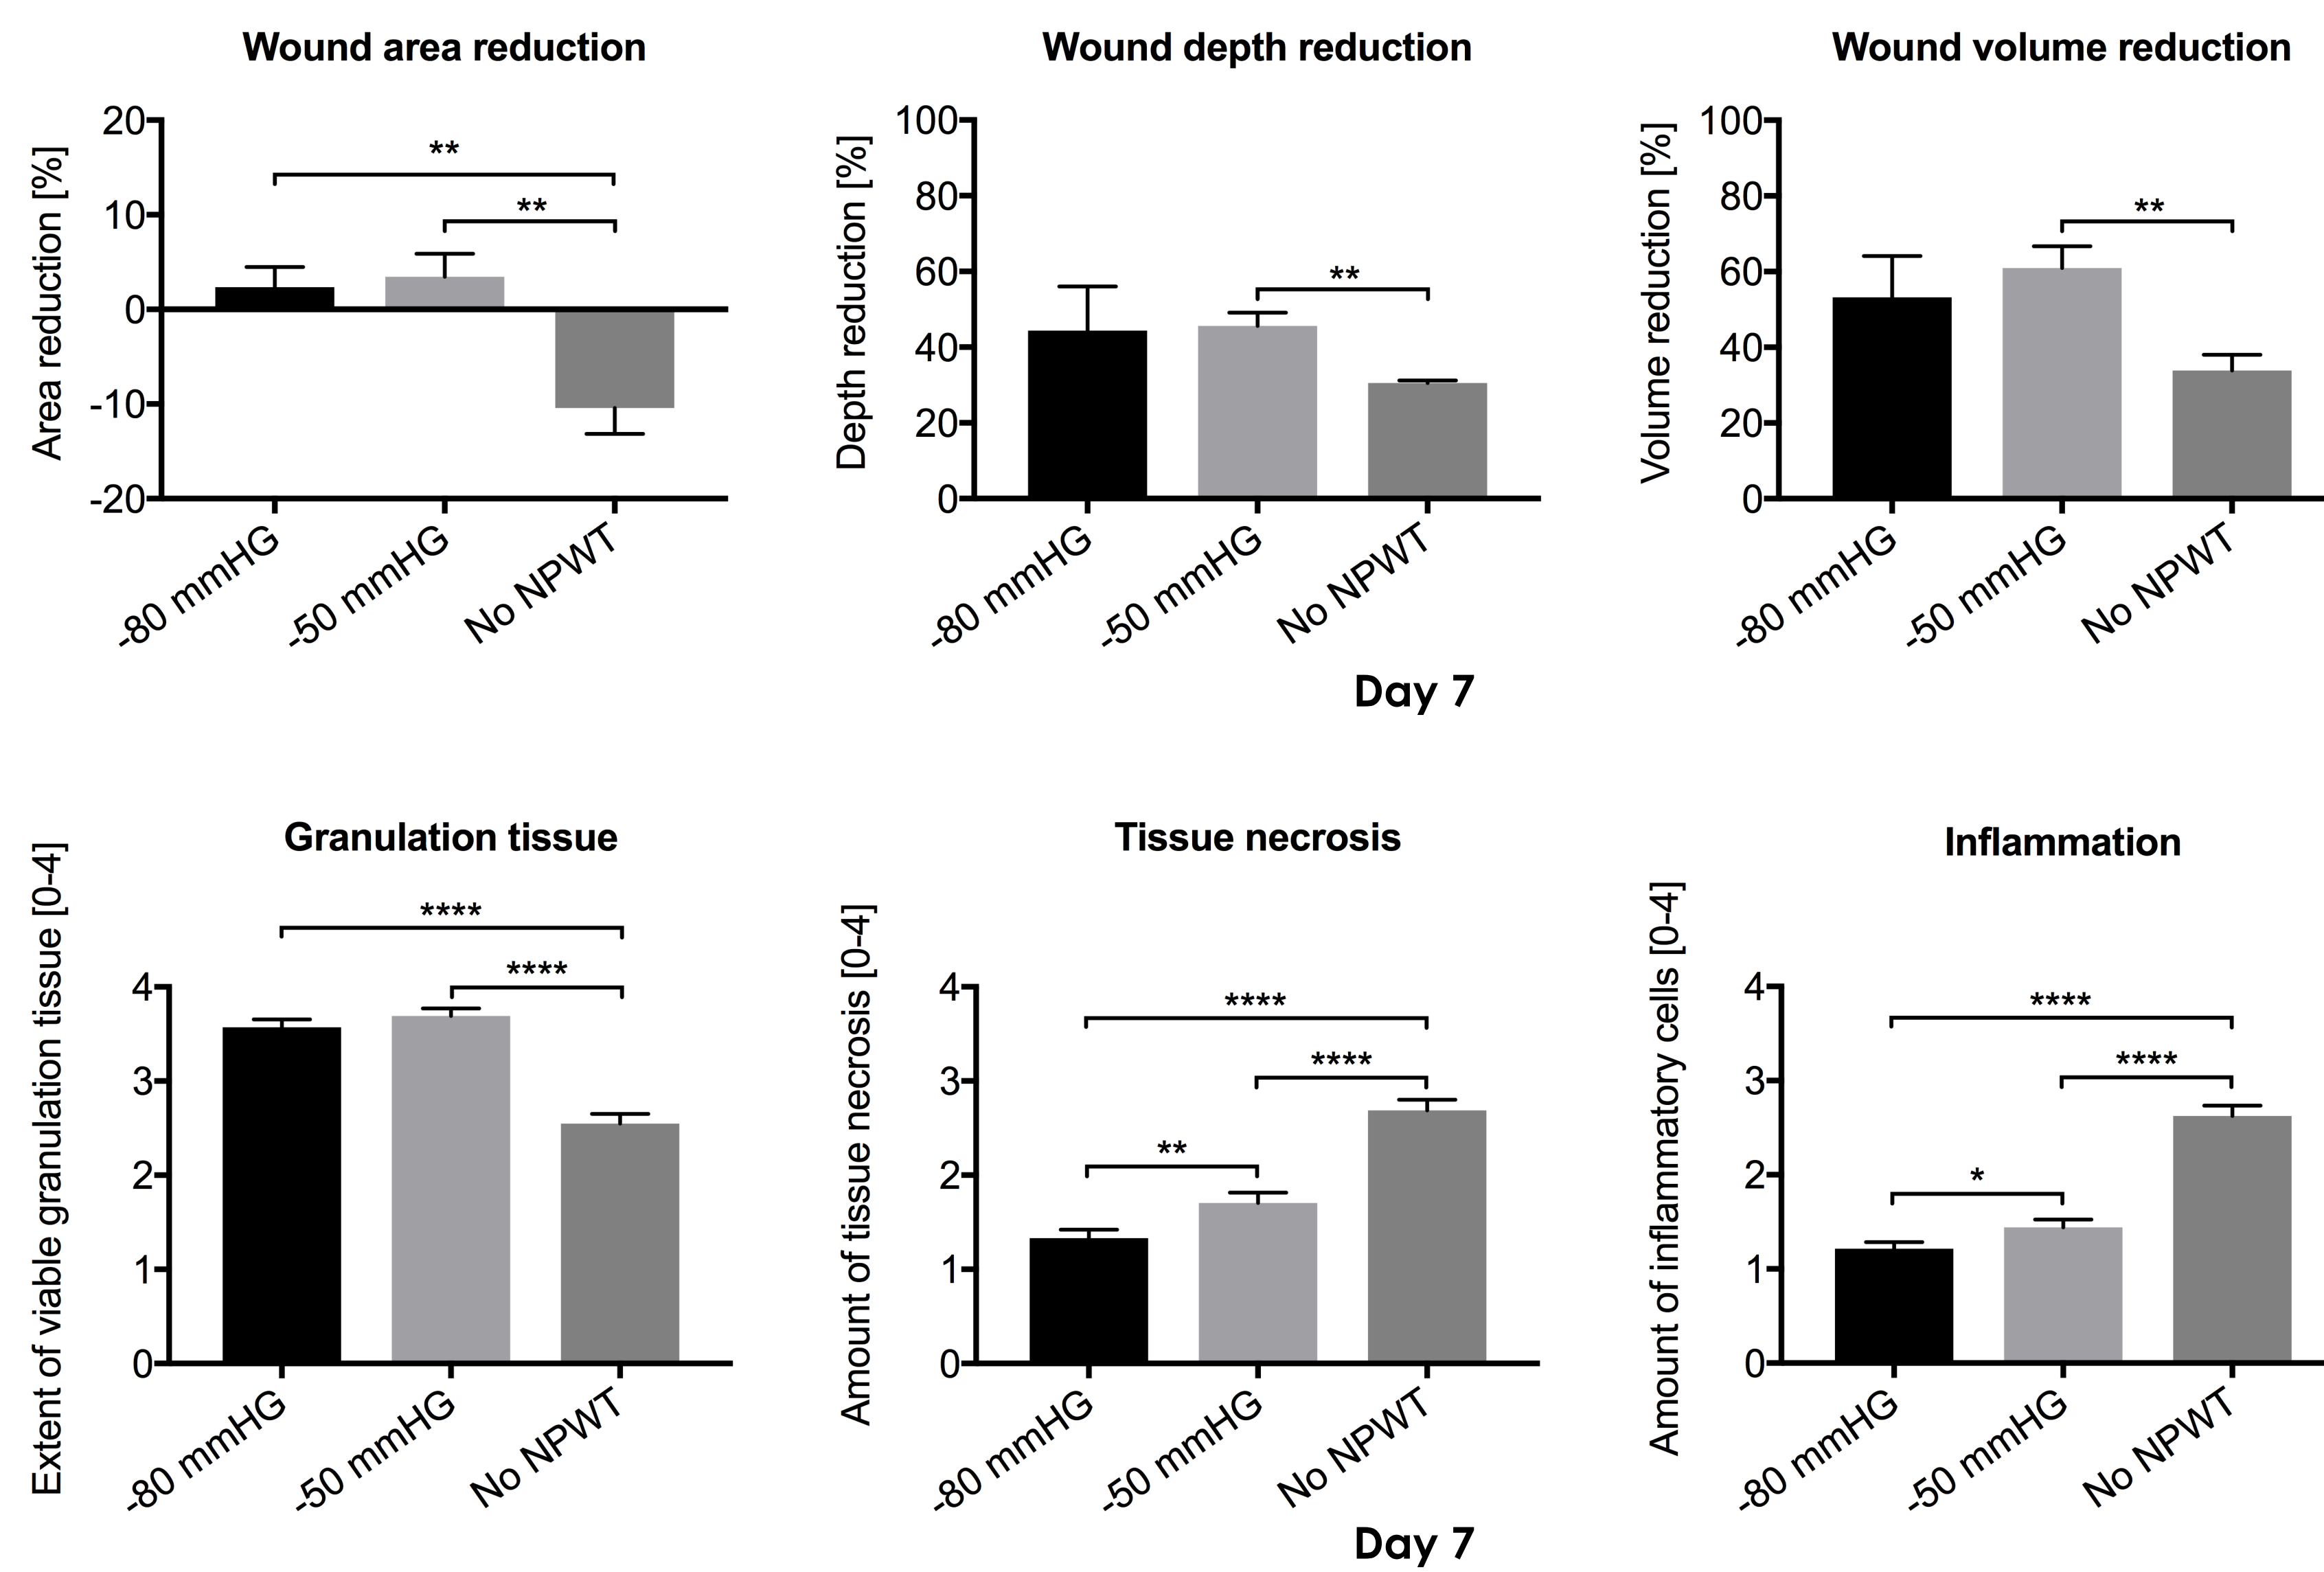 Wound area reduction
Area reduction [%]
20
10
0
-10
-20
**
**
-80 mmHG
-50 mmHG
No NPWT
Wound depth reduction
Depth reduction [%]
100
80
60
40
20
0
**
-80 mmHG
-50 mmHG
No NPWT
Wound volume reduction
Volume reduction [%]
100
80
60
40
20
0
**
-80 mmHG
-50 mmHG
No NPWT
Day 7
Granulation tissue
Extent of viable granulation tissue [0-4]
4
3
2
1
0
****
****
-80 mmHG
-50 mmHG
No NPWT
Tissue necrosis
Amount of tissue necrosis [0-4]
4
3
2
1
0
****
****
**
-80 mmHG
-50 mmHG
No NPWT
Inflammation
Amount of inflammatory cells [0-4]
4
3
2
1
0
****
****
*
-80 mmHG
-50 mmHG
No NPWT
Day 7